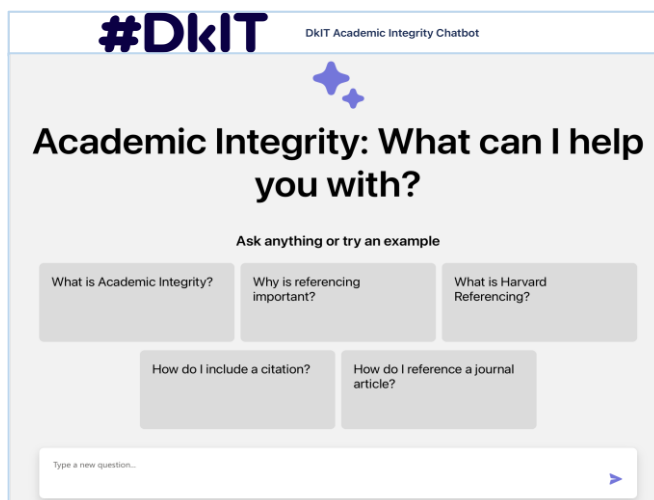 #DkIT
DkIT Academic Integrity Chatbot
Academic Integrity: What can I help
you with?
Ask anything or try an example
What is Academic Integrity?
Why is referencing
important?
What is Harvard
Referencing?
How do I include a citation?
How do I reference a journal
article?
Type a new question...